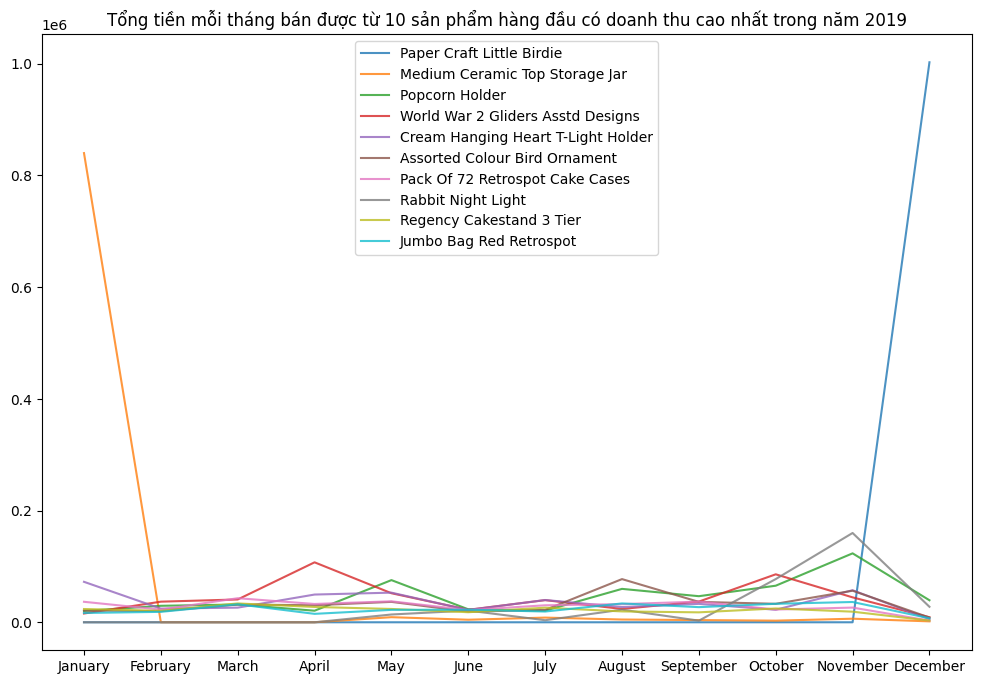 Tổng tiền mỗi tháng bán được từ 10 sản phẩm hàng đầu có doanh thu cao nhất trong năm 2019
1e6
Paper Craft Little Birdie
Medium Ceramic Top Storage Jar
Popcorn Holder
World War 2 Gliders Asstd Designs
Cream Hanging Heart T-Light Holder
Assorted Colour Bird Ornament
Pack Of 72 Retrospot Cake Cases
Rabbit Night Light
Regency Cakestand 3 Tier
Jumbo Bag Red Retrospot
1.0
0.8
0.6
0.4
0.2
0.0
January February March April May June July August September October November December